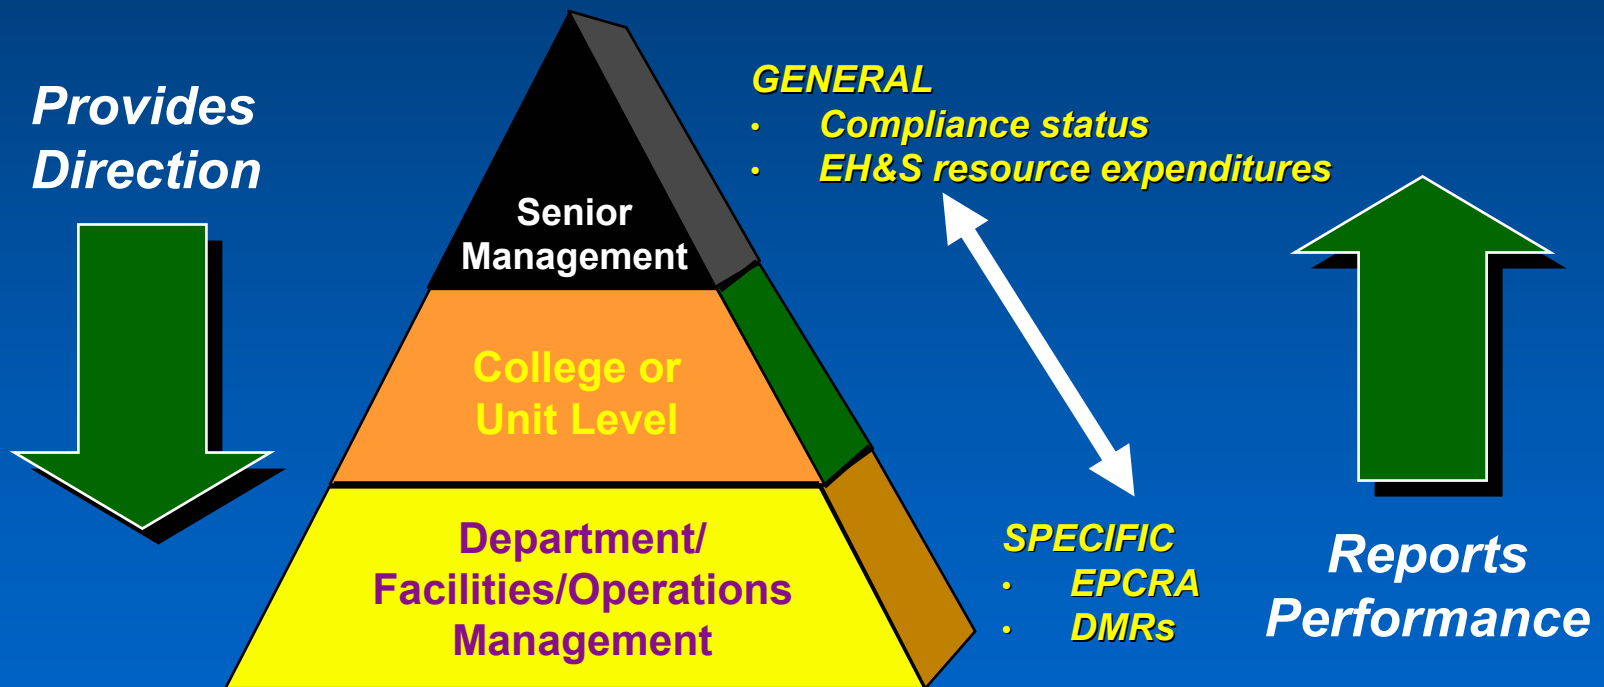 Provides
Direction
Senior
Management
College or
Unit Level
Department/
Facilities/Operations
Management
GENERAL
• Compliance status
• EH&S resource expenditures
SPECIFIC
• EPCRA
• DMRs
Reports
Performance